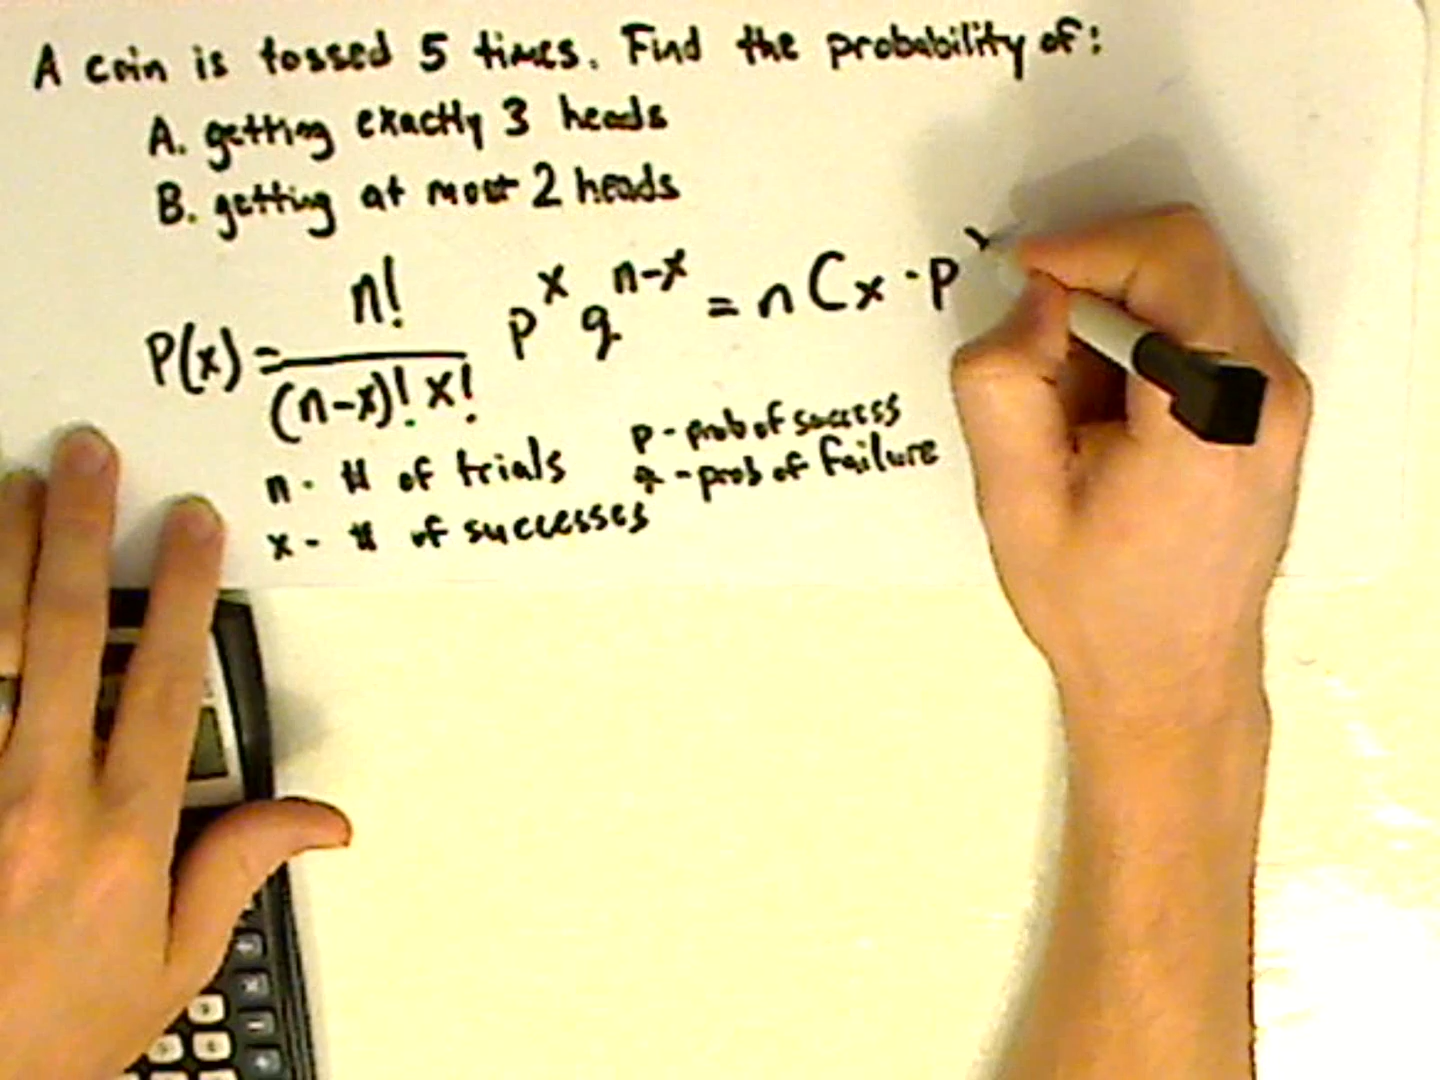 A coin is tossed 5 times. Find the probability of:
A. getting exactly 3 heads
B. getting at most 2 heads
P(x) = n! / (n-x)! x! p^x q^n-x = n C x · p^x
n - # of trials
x - # of successes
p - prob of success
q - prob of failure